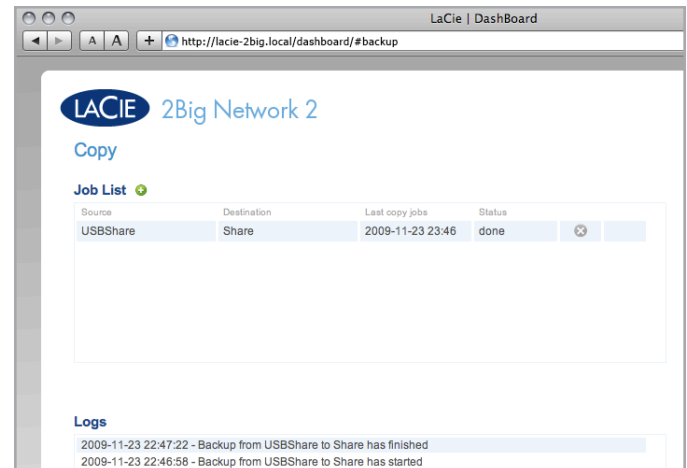 LaCie | DashBoard
A A + http://lacie-2big.local/dashboard/#backup
LACIE 2Big Network 2
Copy
Job List
Source Destination Last copy jobs Status
USBShare Share 2009-11-23 23:46 done
Logs
2009-11-23 22:47:22 - Backup from USBShare to Share has finished
2009-11-23 22:46:58 - Backup from USBShare to Share has started